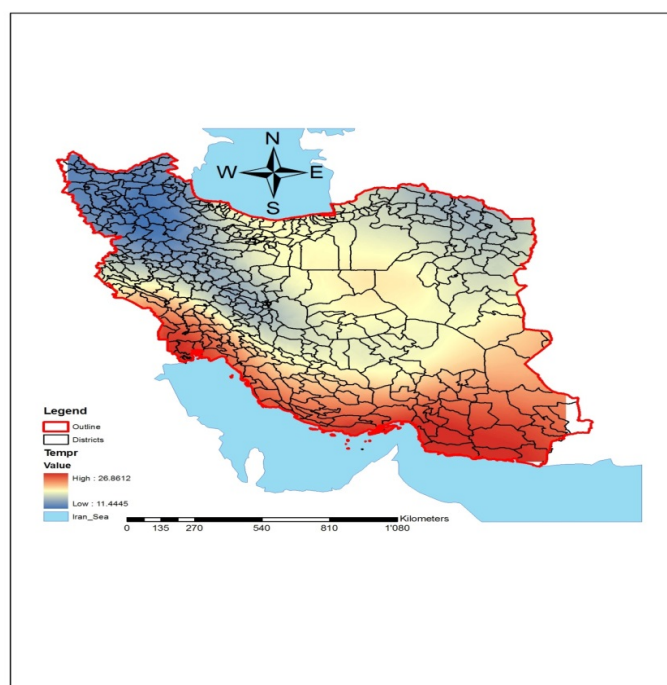 N
W E
S
Legend
Outline
Districts
Tempr
Value
High : 26.8612
Low : 11.4445
Iran_Sea
Kilometers
0 135 270 540 810 1'080